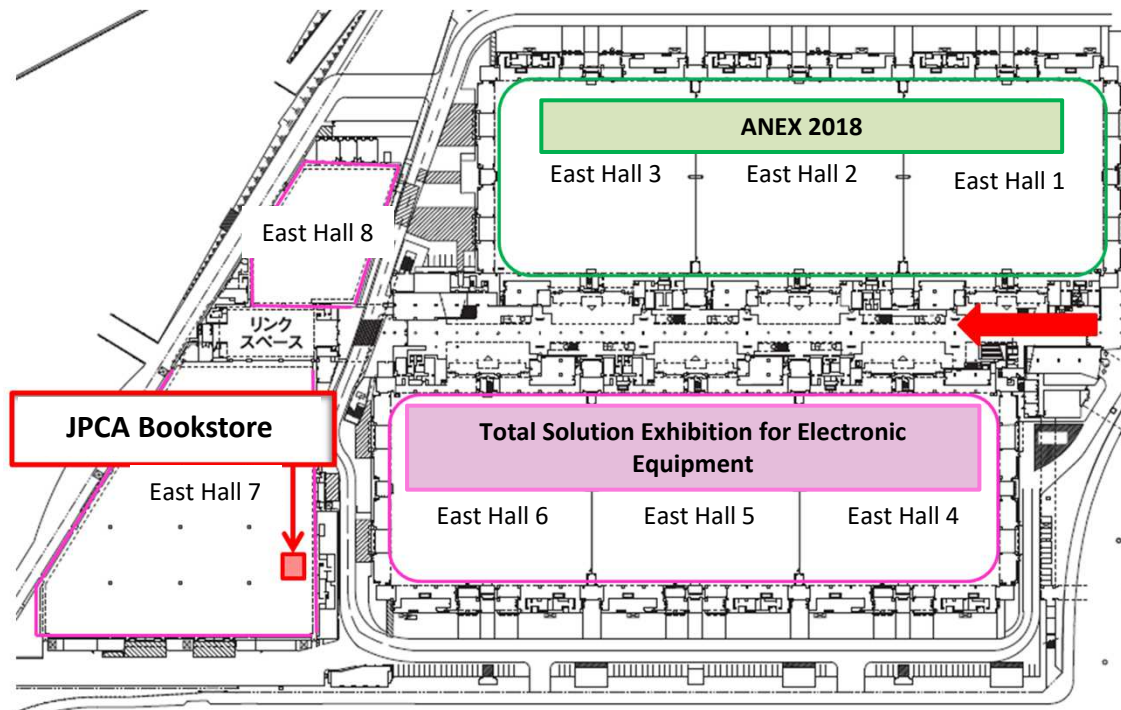 ANEX 2018
East Hall 3
East Hall 2
East Hall 1
East Hall 8
リンク
スペース
JPCA Bookstore
East Hall 7
Total Solution Exhibition for Electronic
Equipment
East Hall 6
East Hall 5
East Hall 4